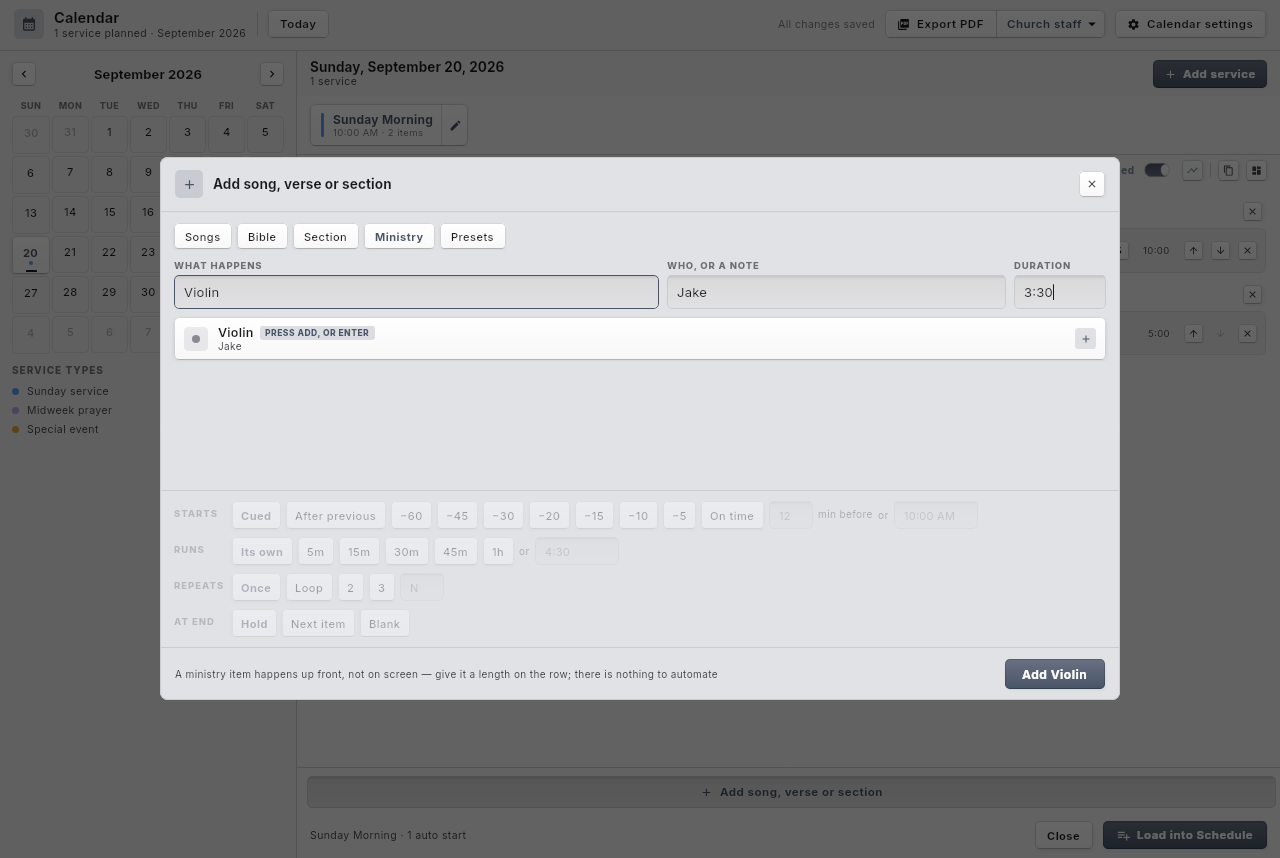 Calendar
1 service planned · September 2026
Today
All changes saved
Export PDF
Church staff
Calendar settings
September 2026
SUN MON TUE WED THU FRI SAT
30 31 1 2 3 4 5
6 7 8 9
13 14 15 16
20 21 22 23
27 28 29 30
4 5 6 7
SERVICE TYPES
Sunday service
Midweek prayer
Special event
Sunday, September 20, 2026
1 service
+ Add service
Sunday Morning
10:00 AM · 2 items
10:00
5:00
Add song, verse or section
Songs
Bible
Section
Ministry
Presets
WHAT HAPPENS
WHO, OR A NOTE
DURATION
Violin
Jake
3:30
Violin PRESS ADD, OR ENTER
Jake
STARTS Cued After previous −60 −45 −30 −20 −15 −10 −5 On time 12 min before or 10:00 AM
RUNS Its own 5m 15m 30m 45m 1h or 4:30
REPEATS Once Loop 2 3 N
AT END Hold Next item Blank
A ministry item happens up front, not on screen — give it a length on the row; there is nothing to automate
Add Violin
+ Add song, verse or section
Sunday Morning · 1 auto start
Close
Load into Schedule